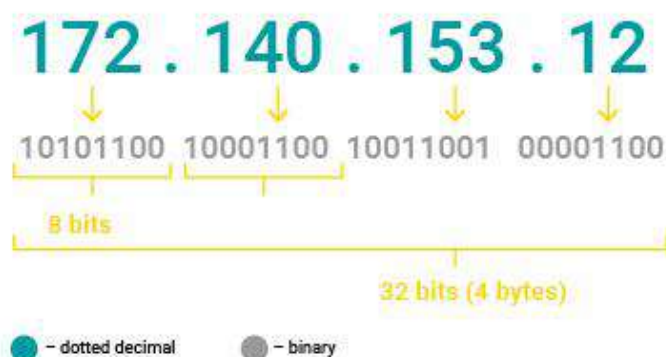 172 . 140 . 153 . 12
10101100 10001100 10011001 00001100
8 bits
32 bits (4 bytes)
– dotted decimal – binary